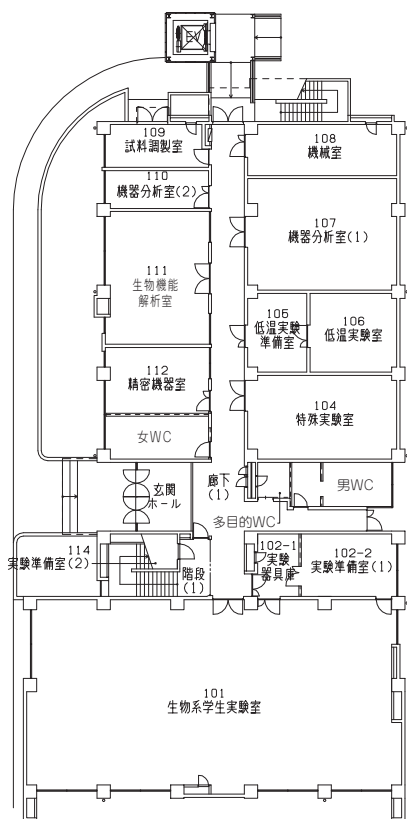 109
試料調製室
108
機械室
110
機器分析室(2)
107
機器分析室(1)
111
生物機能
解析室
105
低温実験
準備室
106
低温実験室
112
精密機器室
104
特殊実験室
女WC
廊下
(1)
男WC
玄関
ホール
多目的WC
114
実験準備室(2)
階段
(1)
102-1
実験
器具庫
102-2
実験準備室(1)
101
生物系学生実験室